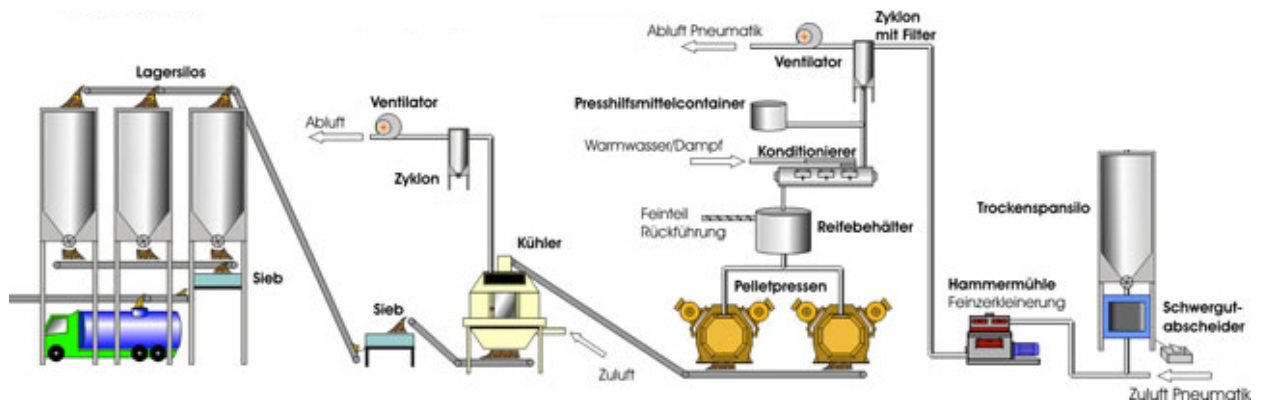 Lagersilos
Sieb
Abluft
Ventilator
Zyklon
Sieb
Kühler
Zuluft
Abluft Pneumatik
Ventilator
Zyklon
mit Filter
Presshilfsmittelcontainer
Warmwasser/Dampf
Konditionierer
Feinteil
Rückführung
Reifebehälter
Pelletpressen
Hammermühle
Feinzerkleinerung
Trockenspansilo
Schwergut-
abscheider
Zuluft Pneumatik